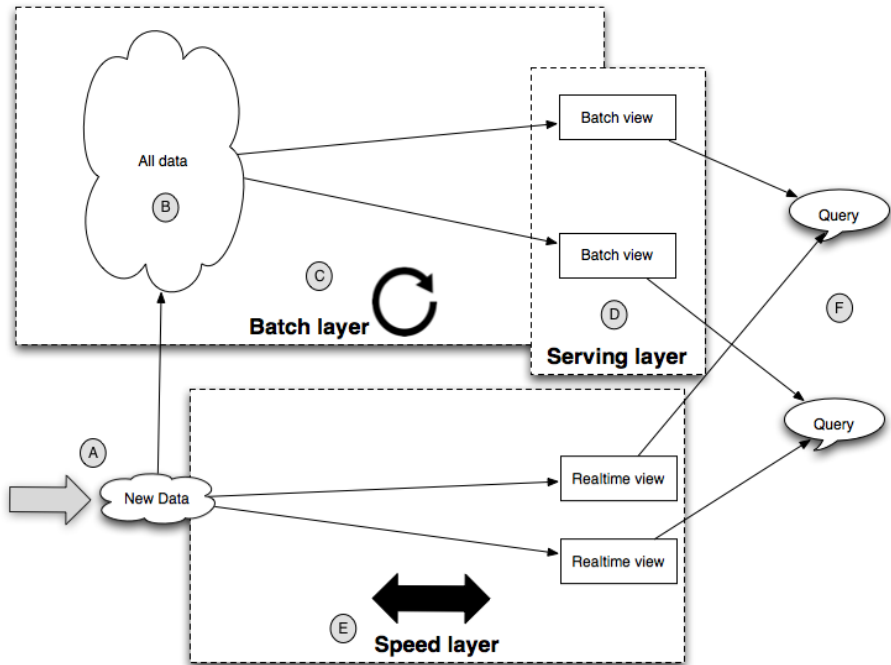 Batch view
All data
B
Query
Batch view
C
F
D
Batch layer
Serving layer
Query
A
Realtime view
New Data
Realtime view
E
Speed layer